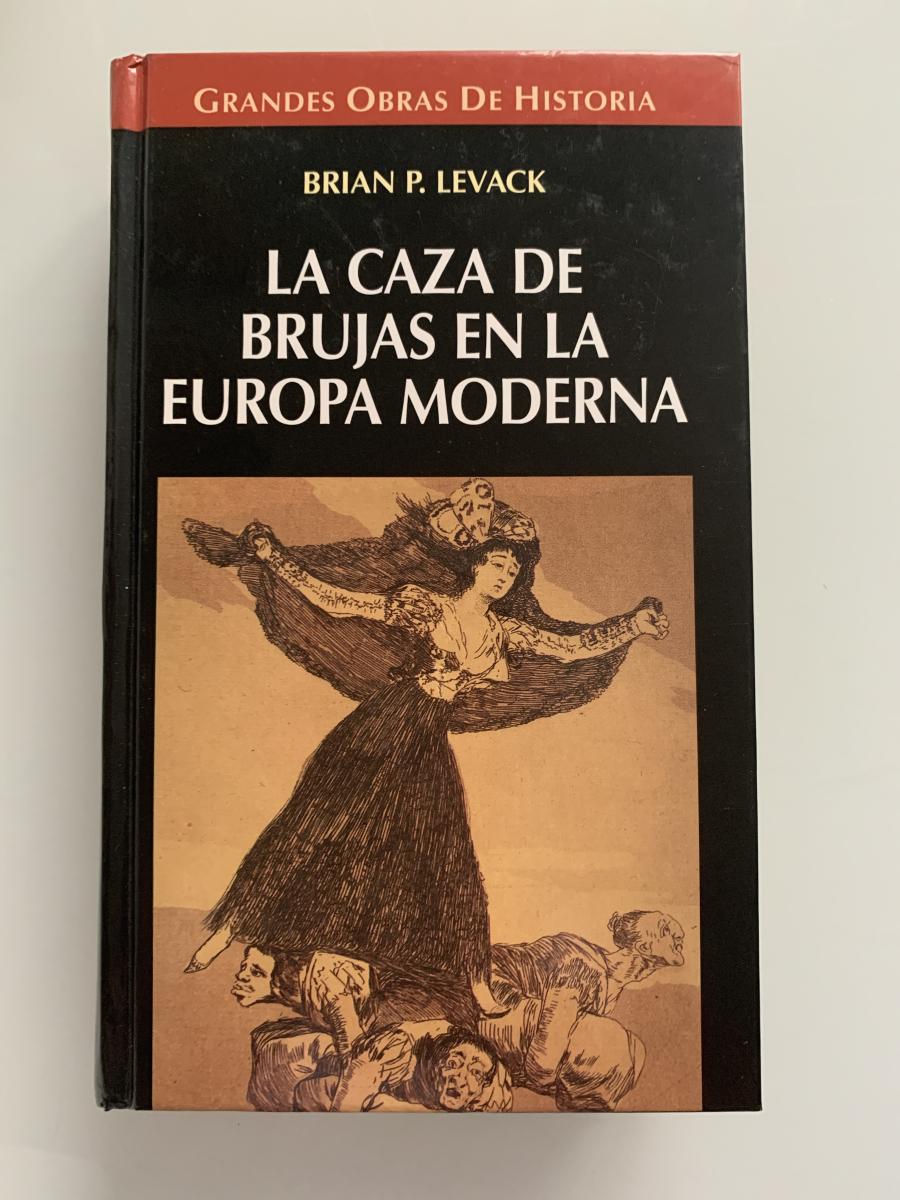 GRANDES OBRAS DE HISTORIA
BRIAN P. LEVACK
LA CAZA DE
BRUJAS EN LA
EUROPA MODERNA